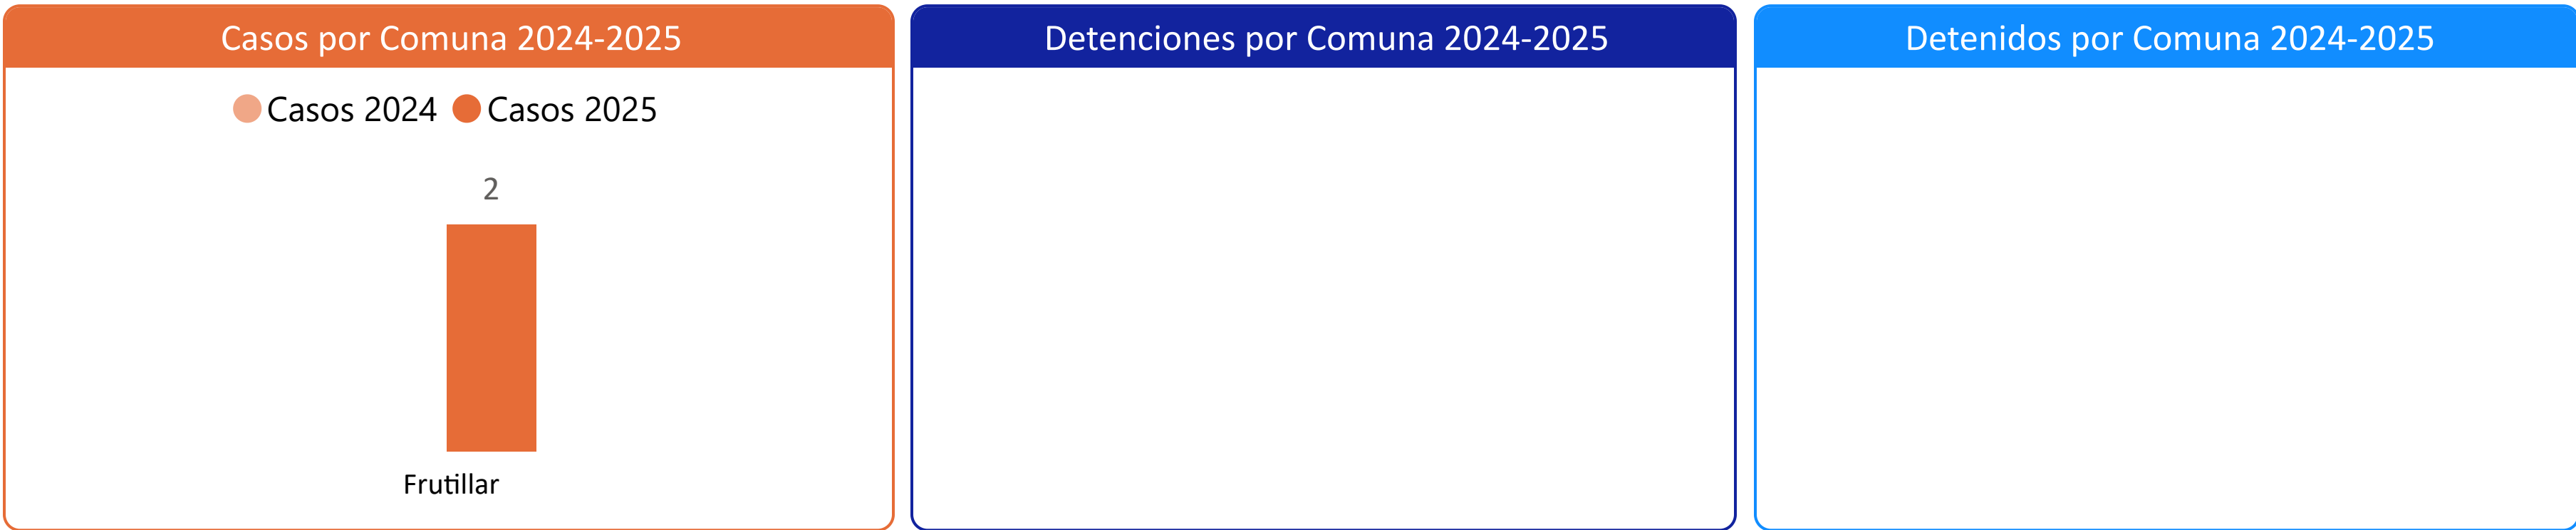 Casos por Comuna 2024-2025
Casos 2024 Casos 2025
2
Frutillar
Detenciones por Comuna 2024-2025
Detenidos por Comuna 2024-2025